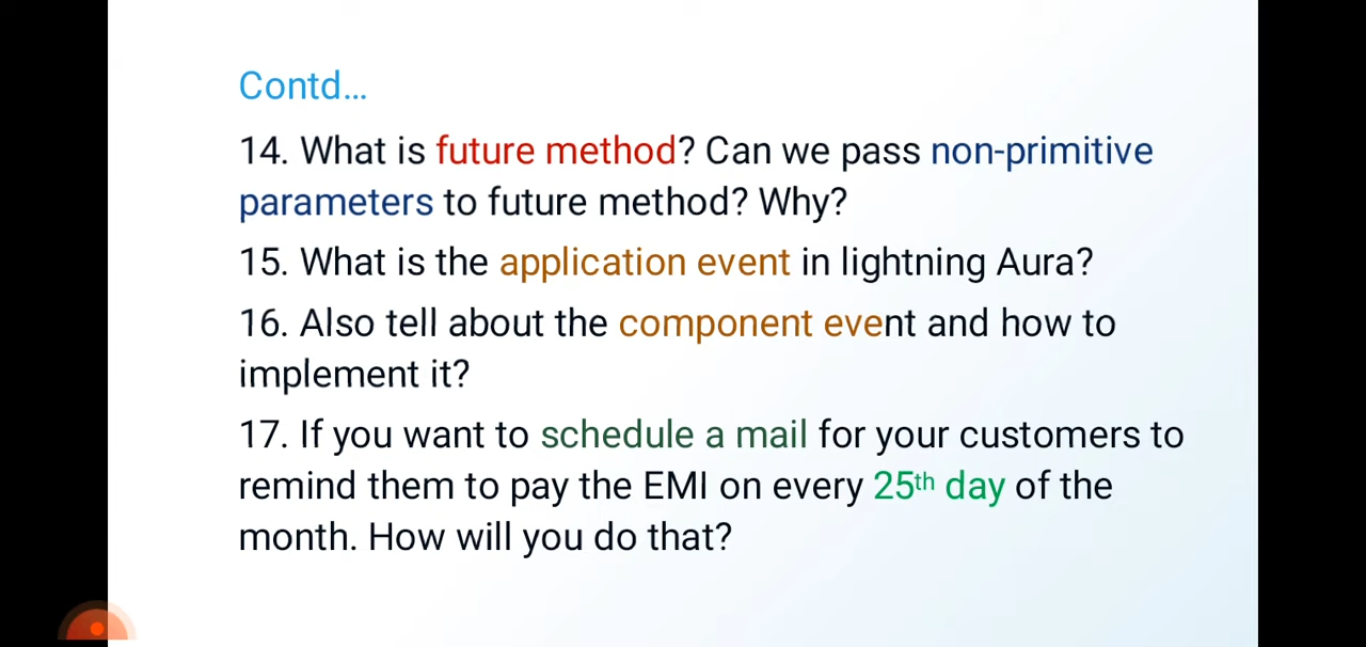 Contd...
14. What is future method? Can we pass non-primitive
parameters to future method? Why?
15. What is the application event in lightning Aura?
16. Also tell about the component event and how to
implement it?
17. If you want to schedule a mail for your customers to
remind them to pay the EMI on every 25th day of the
month. How will you do that?